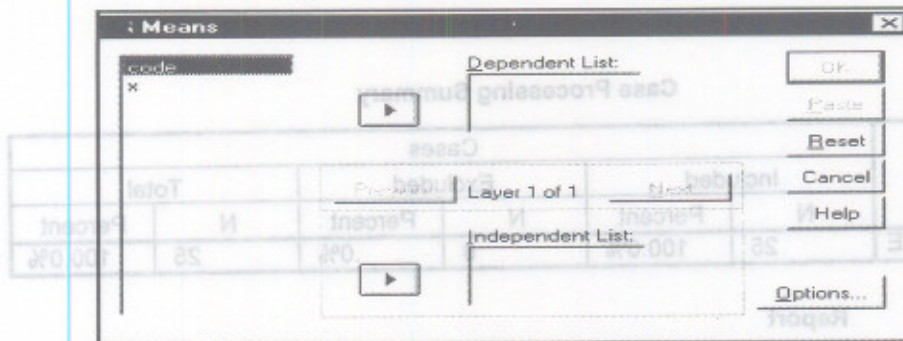 Means
code
x
Dependent List:
OK
Paste
Reset
Cancel
Help
Layer 1 of 1
Next
Independent List:
Options...
Case Processing Summary
Cases
Included
Excluded
Total
N
Percent
N
Percent
N
Percent
25
100.0%
.0%
25
100.0%
Report